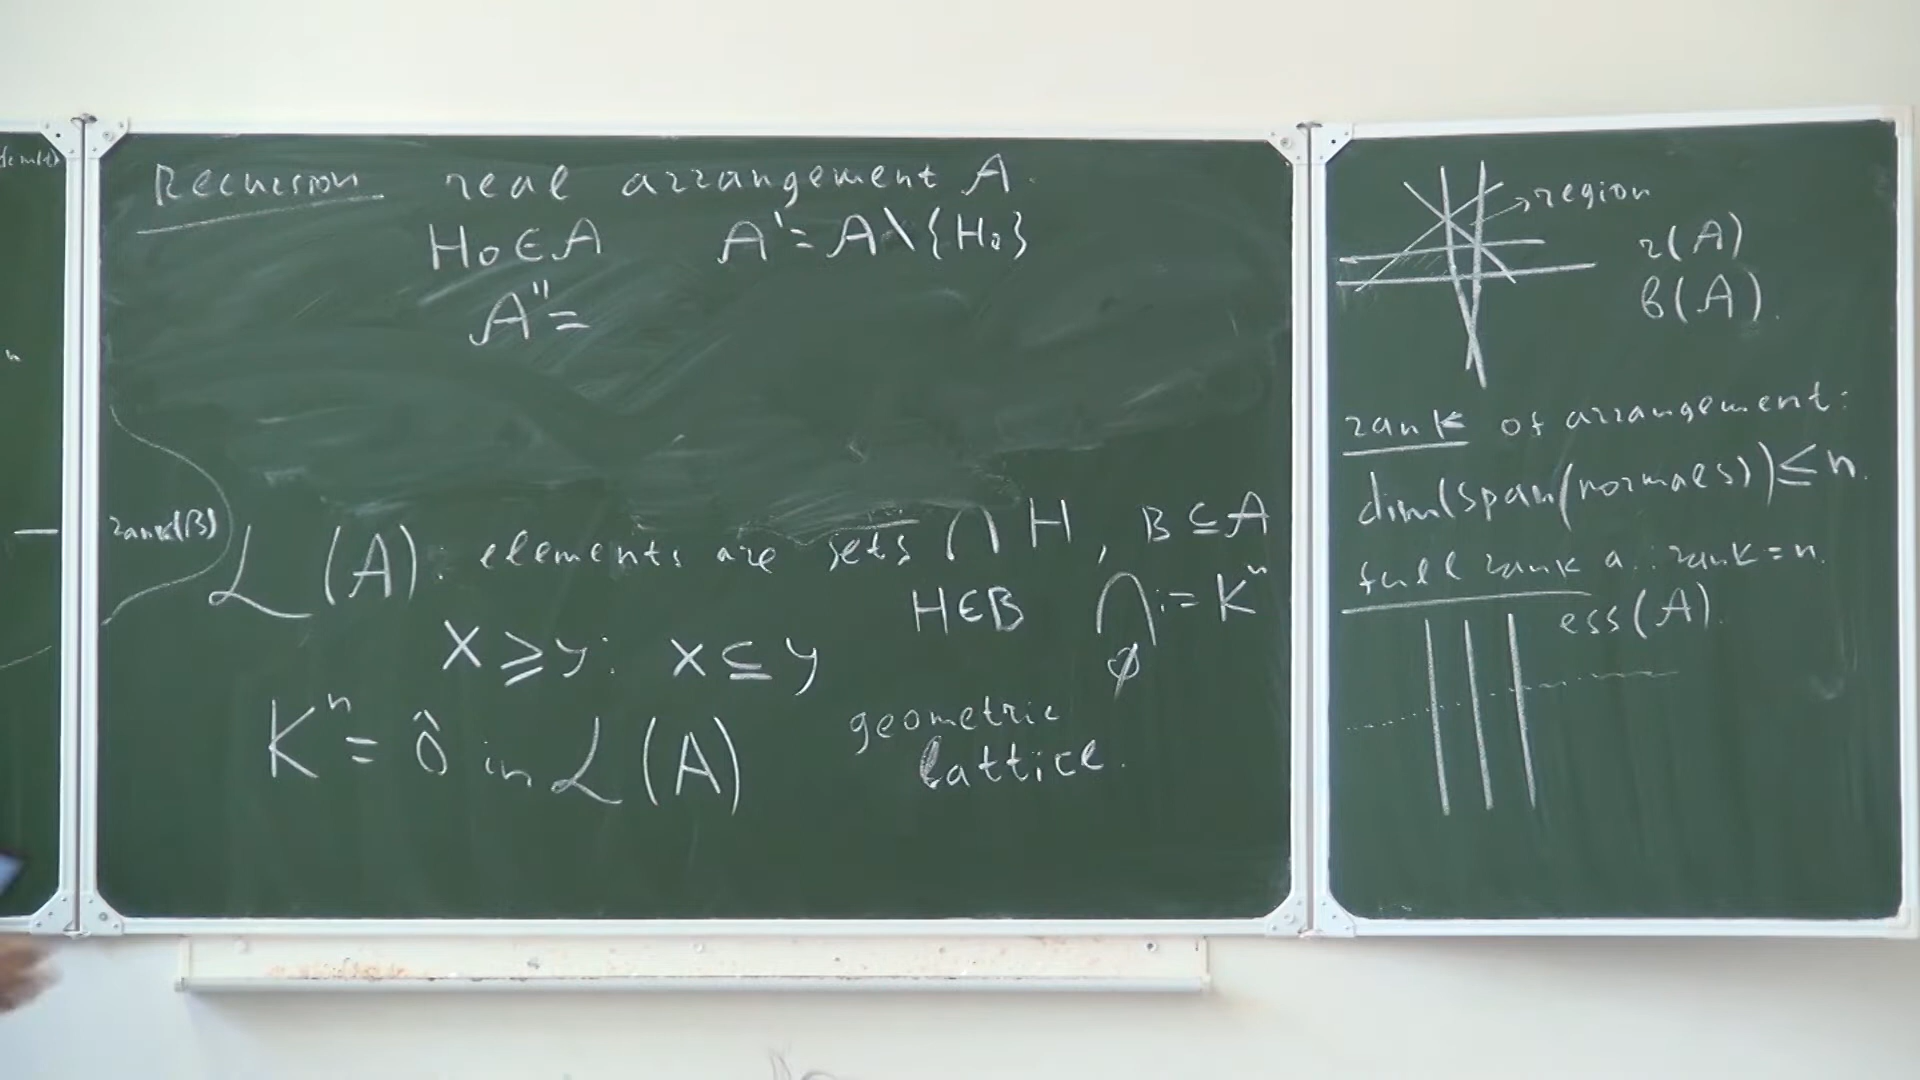 Recursion real arrangement A.
H₀ ∈ A A' = A \ {H₀}
A'' =
rank(B)
L(A): elements are sets ⋂ H, B ⊆ A
H∈B ⋂ := Kⁿ
∅
x ⩾ y: x ⊆ y
Kⁿ = 0̂ in L(A)
geometric
lattice.
region
r(A)
b(A).
rank of arrangement:
dim(span(normals)) ≤ n.
full rank a.: rank = n.
ess(A).